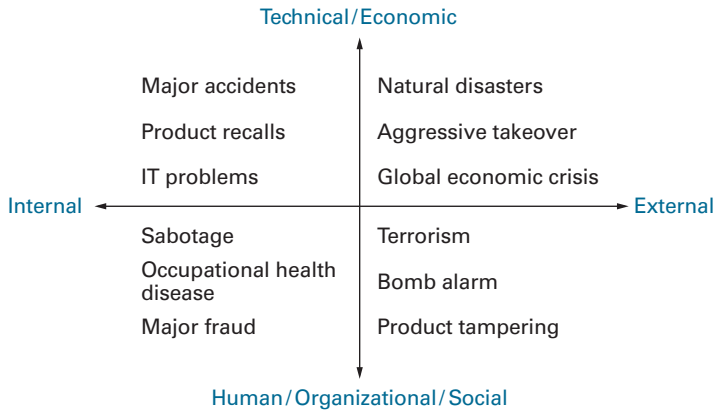 Technical/Economic
Major accidents
Natural disasters
Product recalls
Aggressive takeover
IT problems
Global economic crisis
Internal
External
Sabotage
Terrorism
Occupational health
disease
Bomb alarm
Major fraud
Product tampering
Human/Organizational/Social